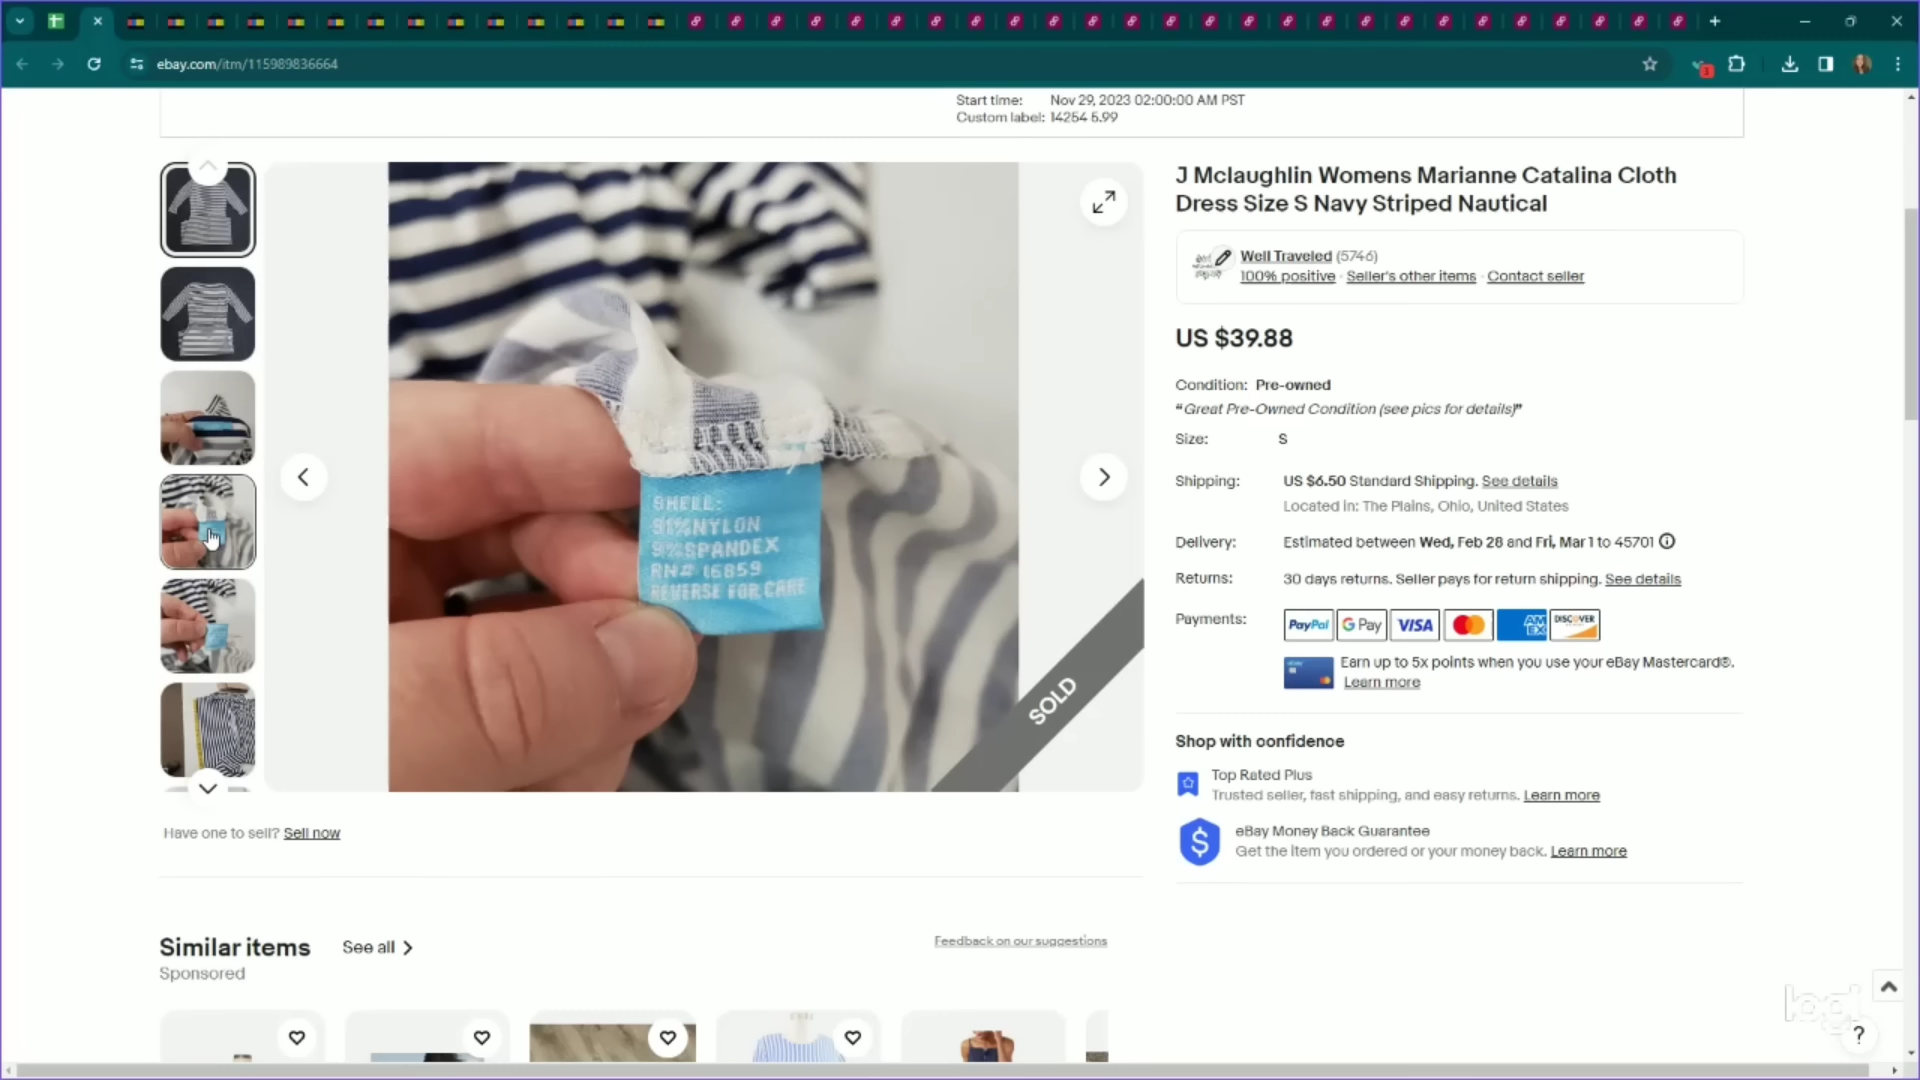 ebay.com/itm/115989836664
Start time: Nov 29, 2023 02:00:00 AM PST
Custom label: 14254 5.99
J Mclaughlin Womens Marianne Catalina Cloth
Dress Size S Navy Striped Nautical
Well Traveled (5746)
100% positive · Seller's other items · Contact seller
US $39.88
Condition: Pre-owned
"Great Pre-Owned Condition (see pics for details)"
Size: S
Shipping: US $6.50 Standard Shipping. See details
Located in: The Plains, Ohio, United States
Delivery: Estimated between Wed, Feb 28 and Fri, Mar 1 to 45701
Returns: 30 days returns. Seller pays for return shipping. See details
Payments: PayPal G Pay VISA AM EX DISCOVER
Earn up to 5x points when you use your eBay Mastercard®.
Learn more
Shop with confidence
Top Rated Plus
Trusted seller, fast shipping, and easy returns. Learn more
$
eBay Money Back Guarantee
Get the item you ordered or your money back. Learn more
SHELL:
91%NYLON
9%SPANDEX
RN# 16859
REVERSE FOR CARE
SOLD
Have one to sell? Sell now
Similar items See all
Sponsored
Feedback on our suggestions
logi
?